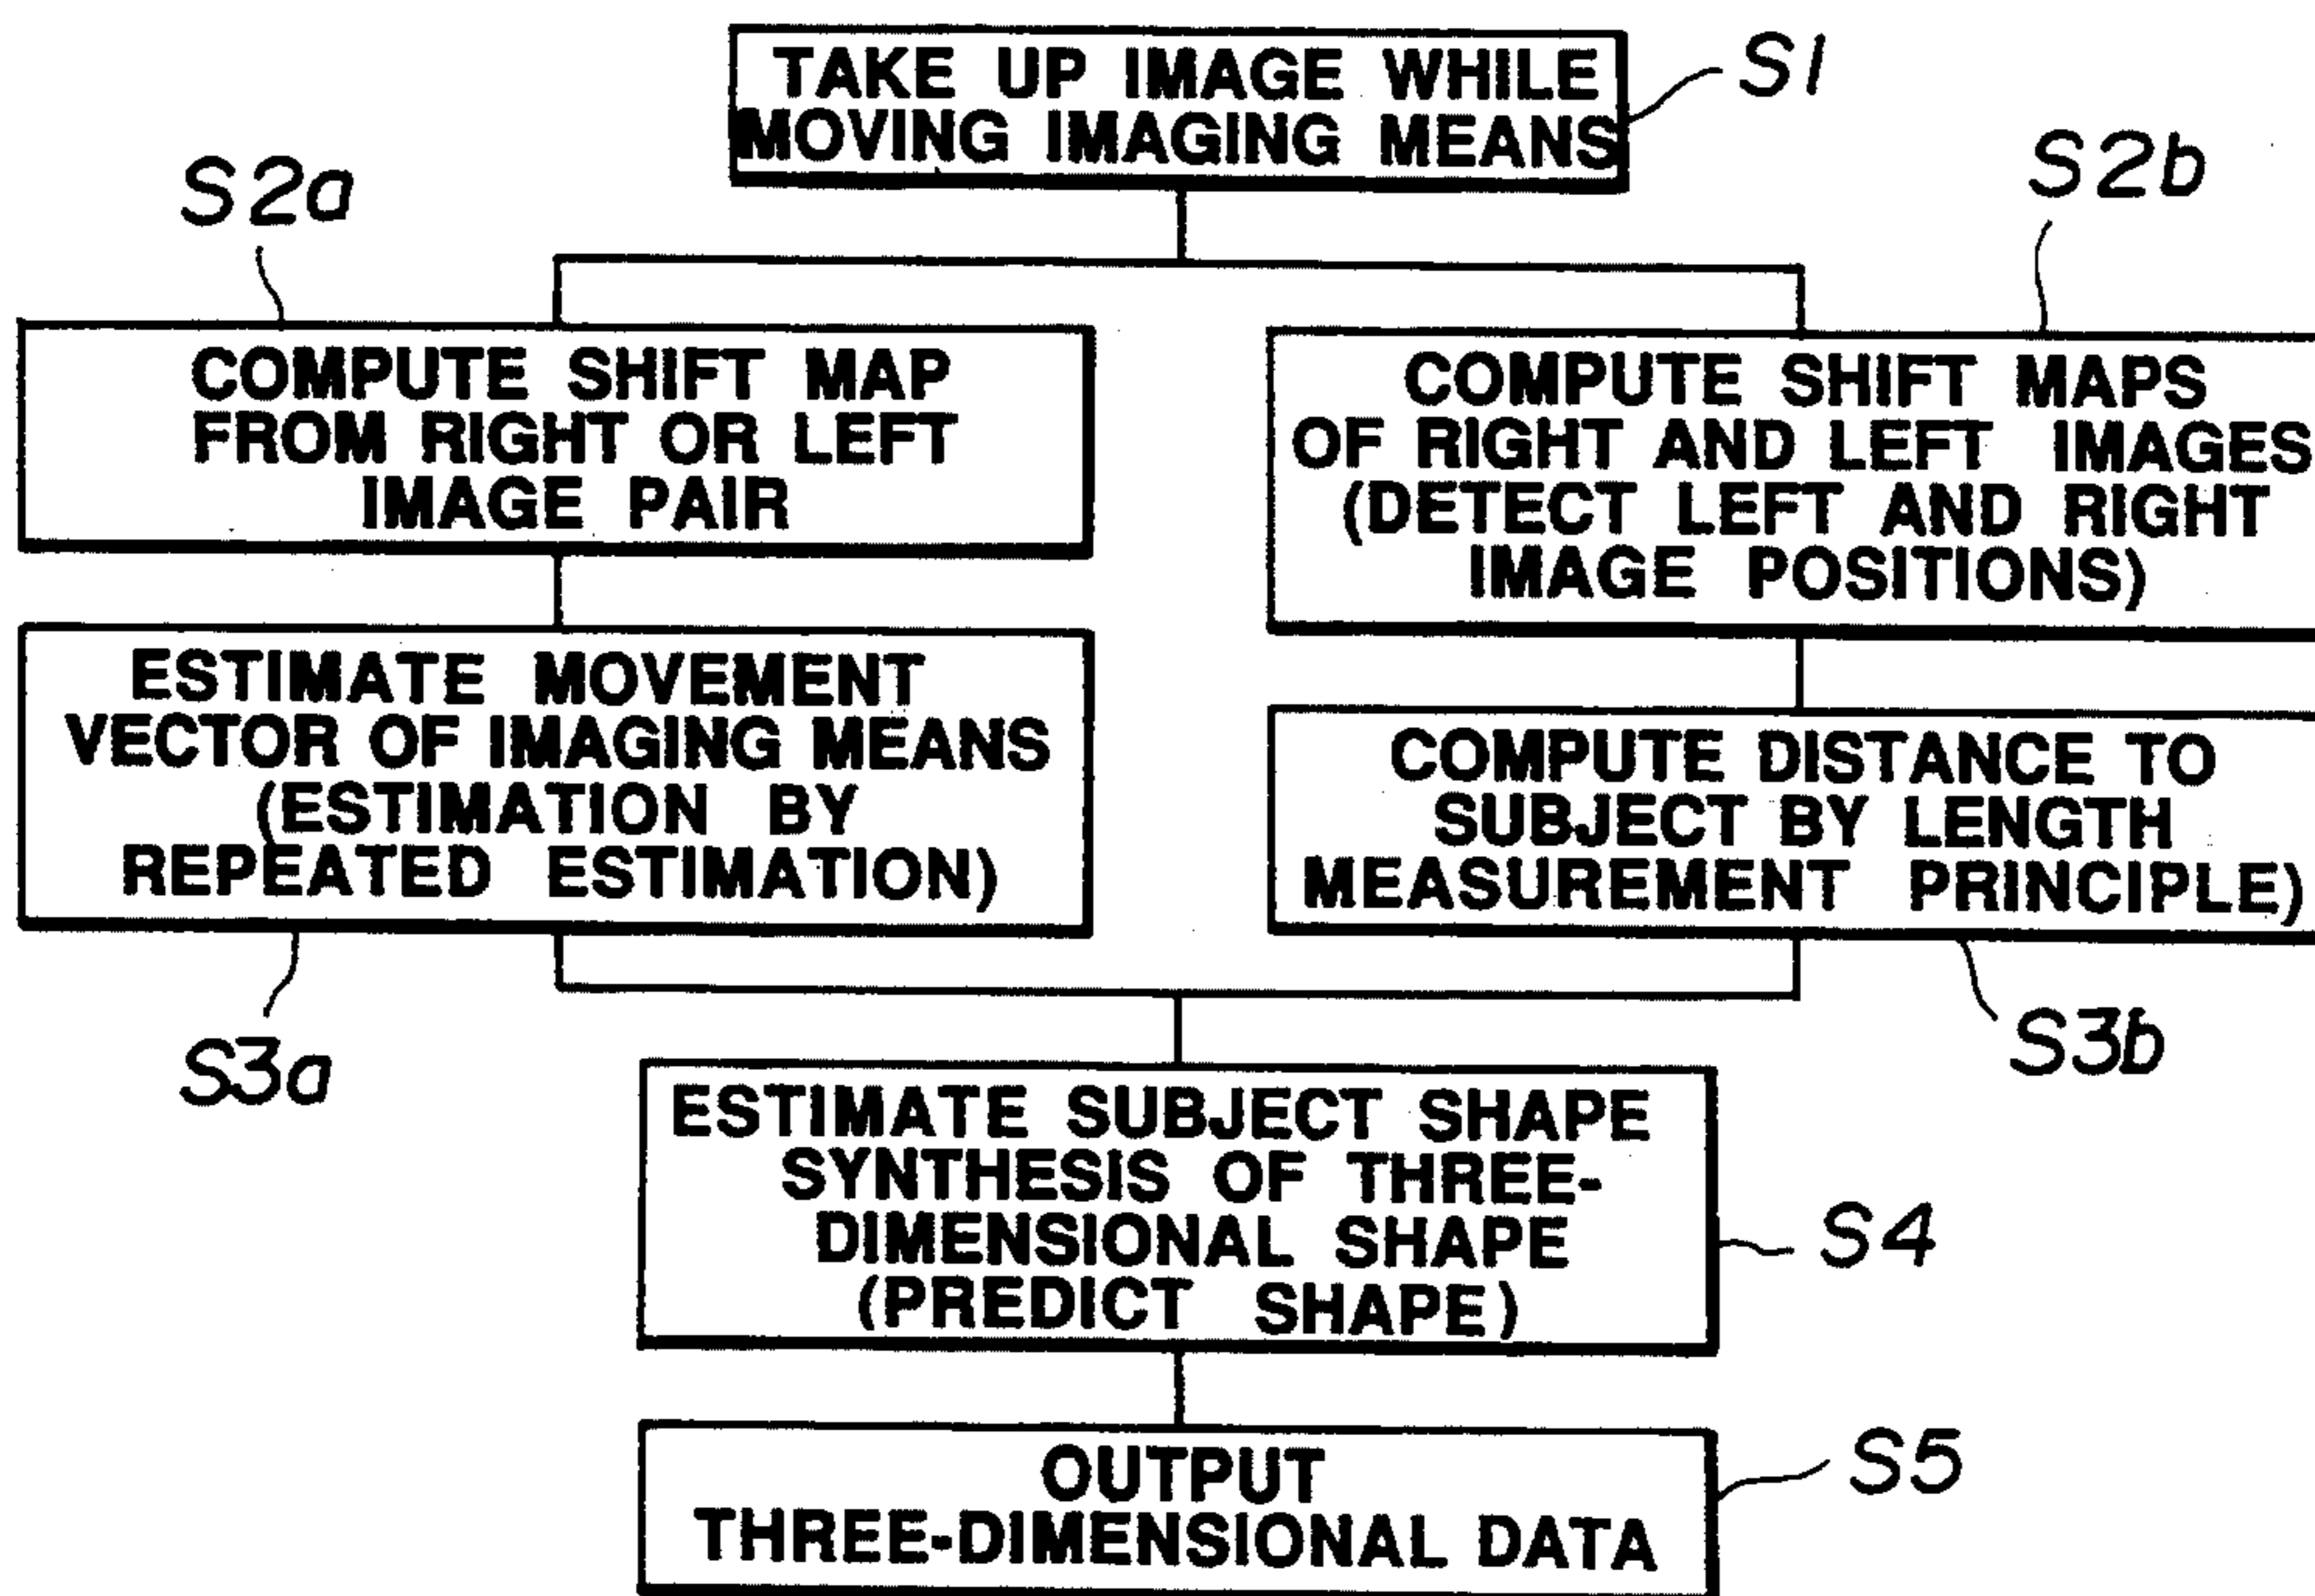 TAKE UP IMAGE WHILE
MOVING IMAGING MEANS
S1
S2a
S2b
COMPUTE SHIFT MAP
FROM RIGHT OR LEFT
IMAGE PAIR
COMPUTE SHIFT MAPS
OF RIGHT AND LEFT IMAGES
(DETECT LEFT AND RIGHT
IMAGE POSITIONS)
ESTIMATE MOVEMENT
VECTOR OF IMAGING MEANS
(ESTIMATION BY
REPEATED ESTIMATION)
COMPUTE DISTANCE TO
SUBJECT BY LENGTH
MEASUREMENT PRINCIPLE)
S3a
S3b
ESTIMATE SUBJECT SHAPE
SYNTHESIS OF THREE-
DIMENSIONAL SHAPE
(PREDICT SHAPE)
S4
OUTPUT
THREE-DIMENSIONAL DATA
S5